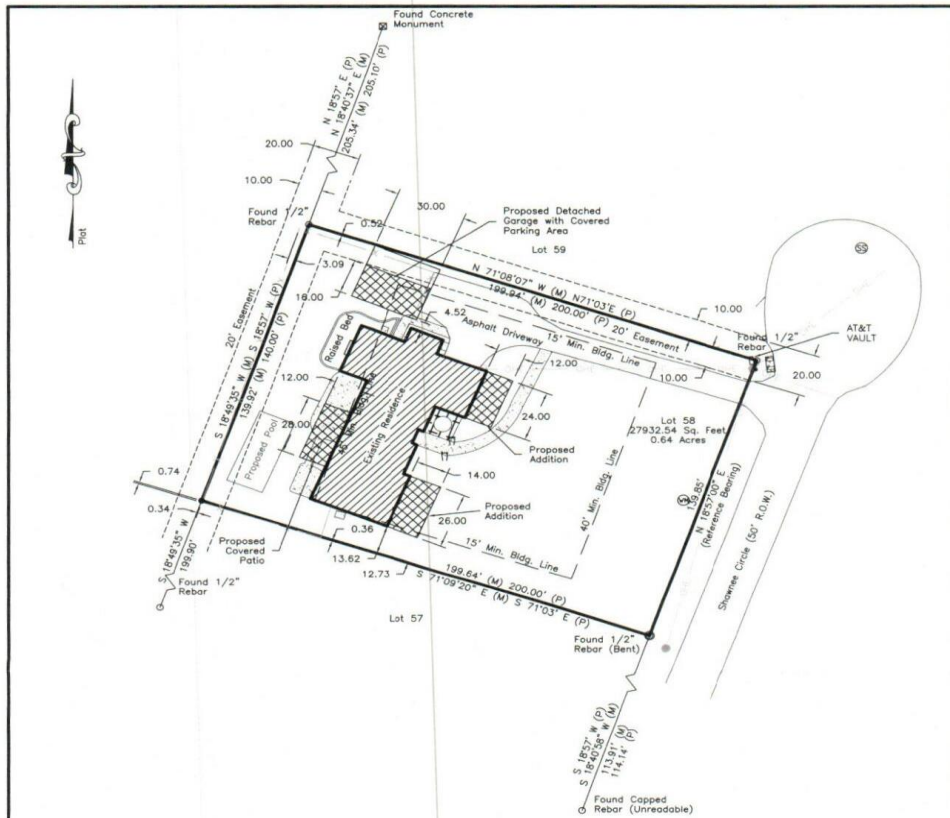 Found Concrete
Monument
N 18°57' E (P)
N 18°40'37" E (M)
205.34' (M) 205.10' (P)
Plat
20.00
10.00
Found 1/2"
Rebar
30.00
Proposed Detached
Garage with Covered
Parking Area
0.52
Lot 59
3.09
18.00
N 71°08'07" W (M) N71°03'E (P)
199.94' (M) 200.00' (P) 20' Easement
10.00
Found 1/2"
Rebar
AT&T
VAULT
SS
20' Easement
S 18°49'35" W (M) S 18°57' W (P)
139.92' (M) 140.00' (P)
Raised Bed
4.52
Asphalt Driveway
15' Min. Bldg. Line
10.00
20.00
12.00
12.00
24.00
28.00
Existing Residence
Lot 58
27932.54 Sq. Feet
0.64 Acres
Proposed Pool
Proposed
Addition
40' Min. Bldg. Line
14.00
Proposed
Addition
26.00
139.85'
N 18°57'00" E
(Reference Bearing)
Shawnee Circle (50' R.O.W.)
0.74
0.34
S 18°49'35" W
199.90'
Found 1/2"
Rebar
Proposed
Covered
Patio
0.36
13.62
12.73
15' Min. Bldg. Line
199.64' (M) 200.00' (P)
S 71°09'20" E (M) S 71°03' E (P)
Lot 57
Found 1/2"
Rebar (Bent)
S 18°57' W (P)
S 18°40'58" W (M)
113.91' (M)
114.14' (P)
Found Capped
Rebar (Unreadable)